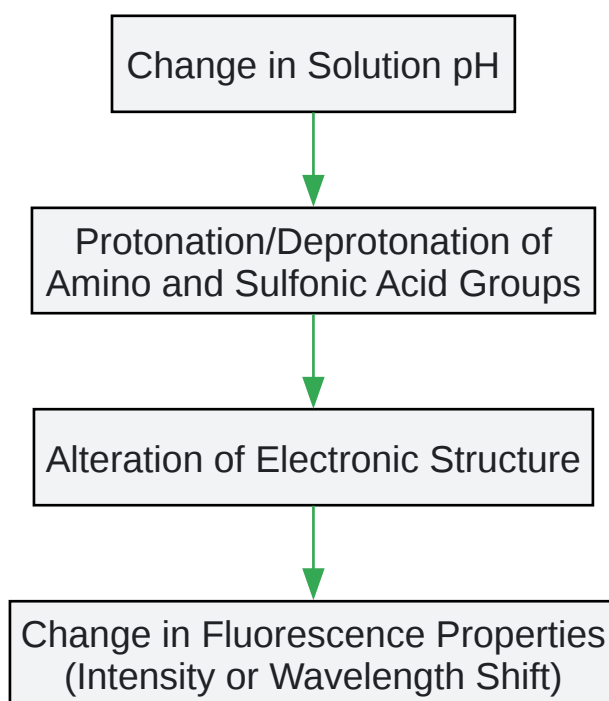 Change in Solution pH
Protonation/Deprotonation of
Amino and Sulfonic Acid Groups
Alteration of Electronic Structure
Change in Fluorescence Properties
(Intensity or Wavelength Shift)